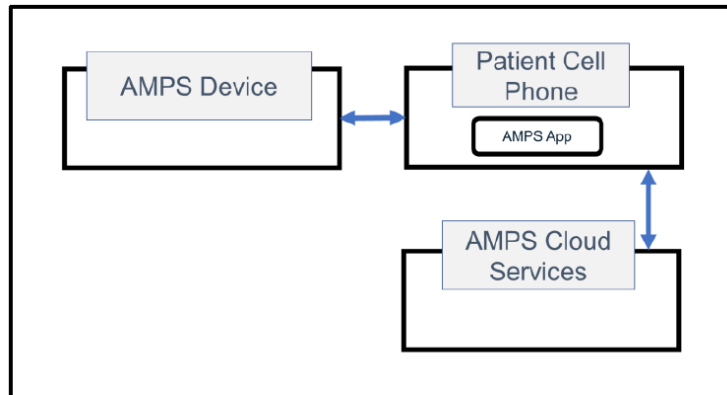 AMPS Device
Patient Cell
Phone
AMPS App
AMPS Cloud
Services